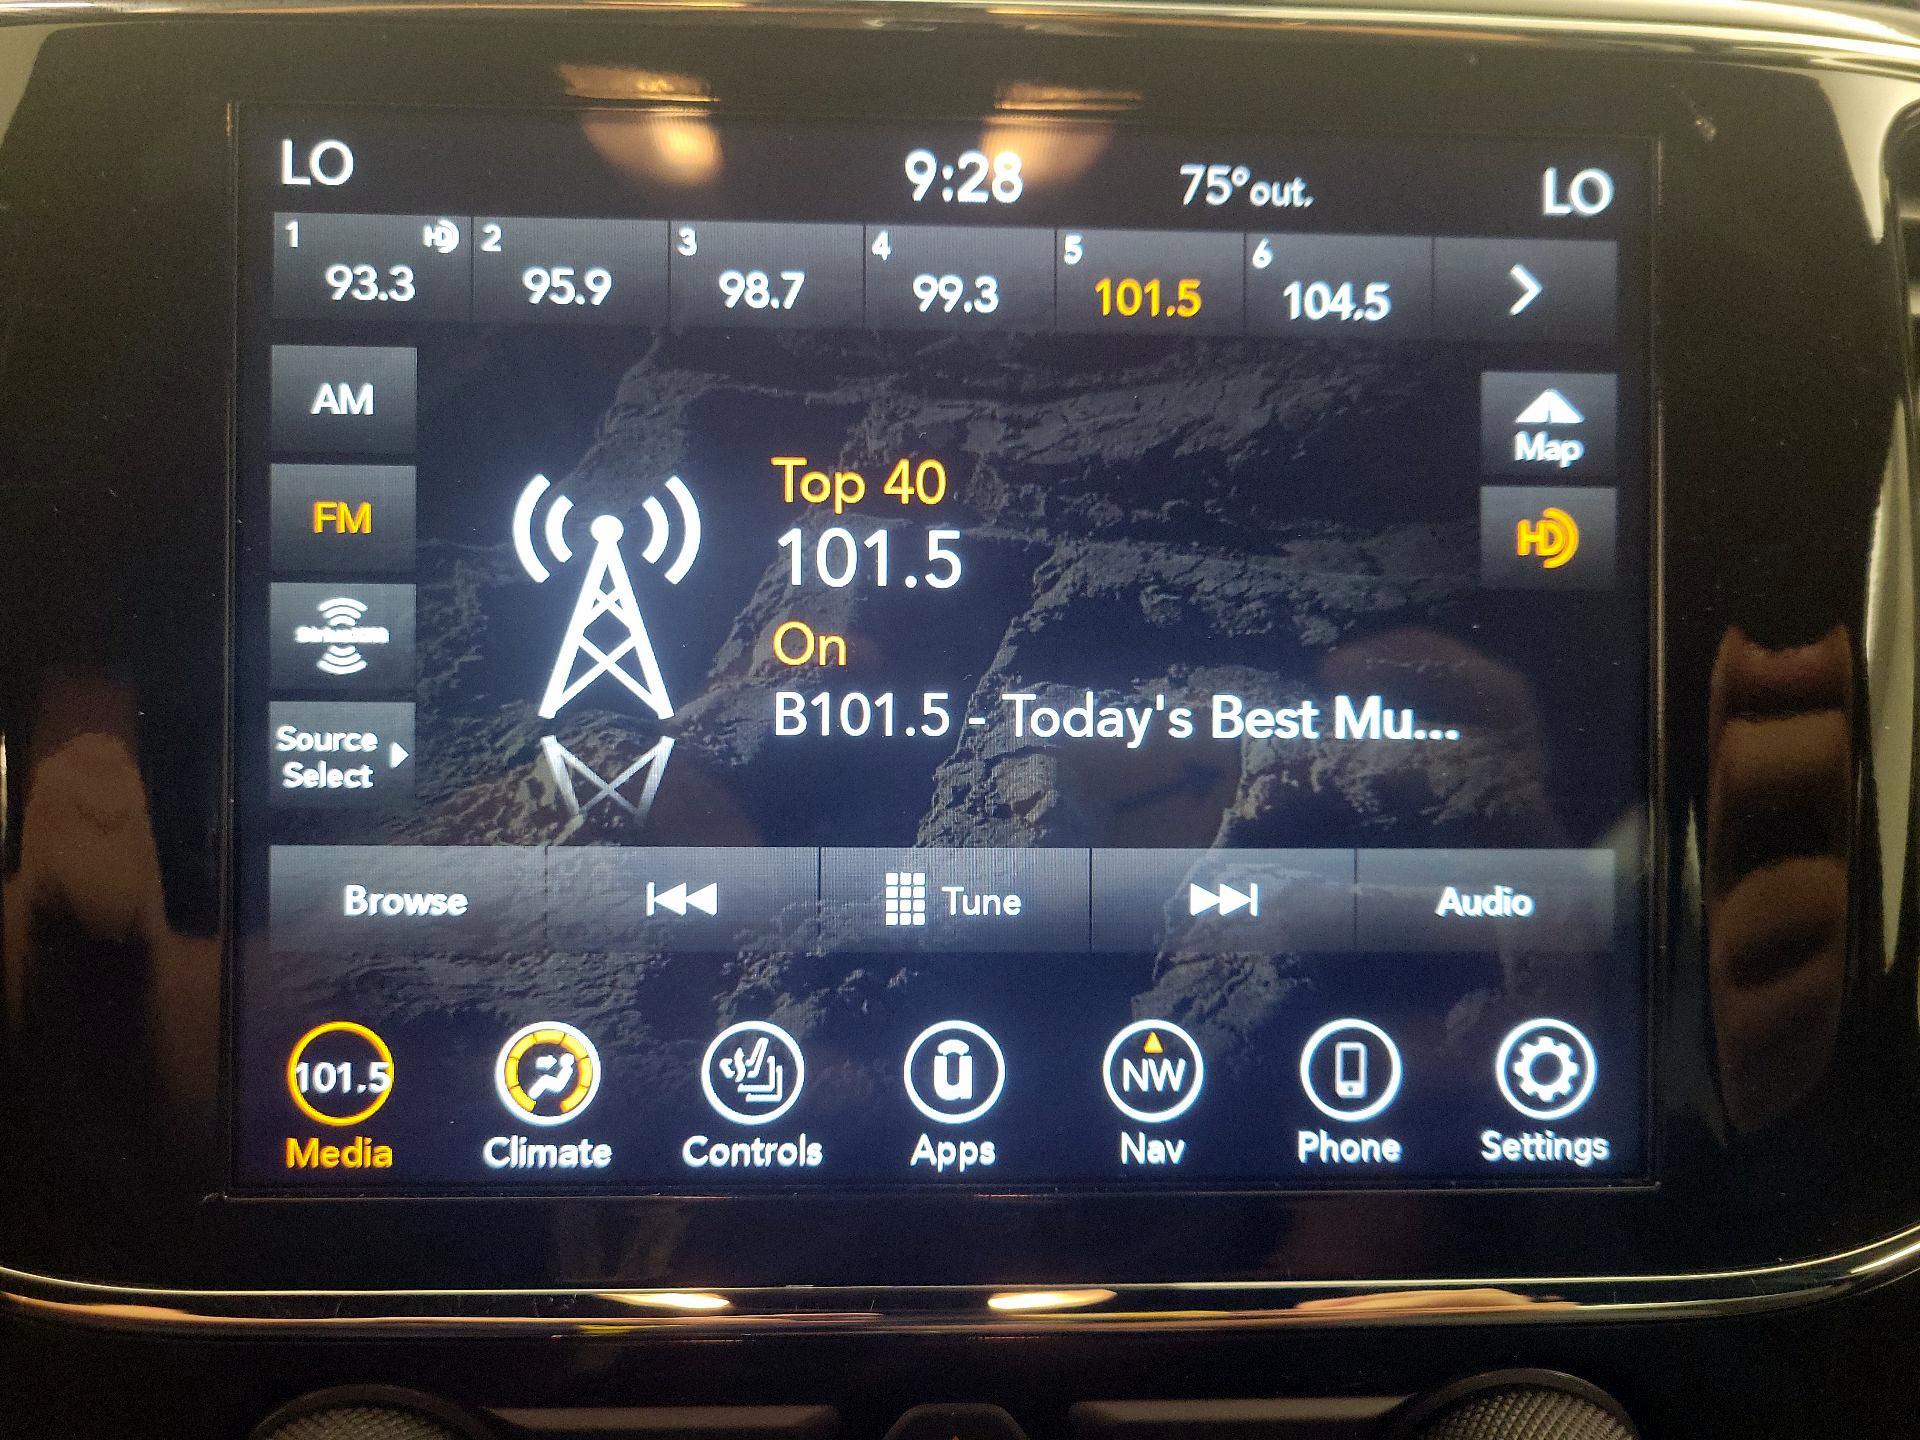 LO 9:28 75°out. LO
1 HD 2 3 4 5 6
93.3 95.9 98.7 99.3 101.5 104.5
AM
Map
Top 40
FM
HD
101.5
On
B101.5 - Today's Best Mu...
Source
Select
Browse Tune Audio
101.5 u NW
Media Climate Controls Apps Nav Phone Settings